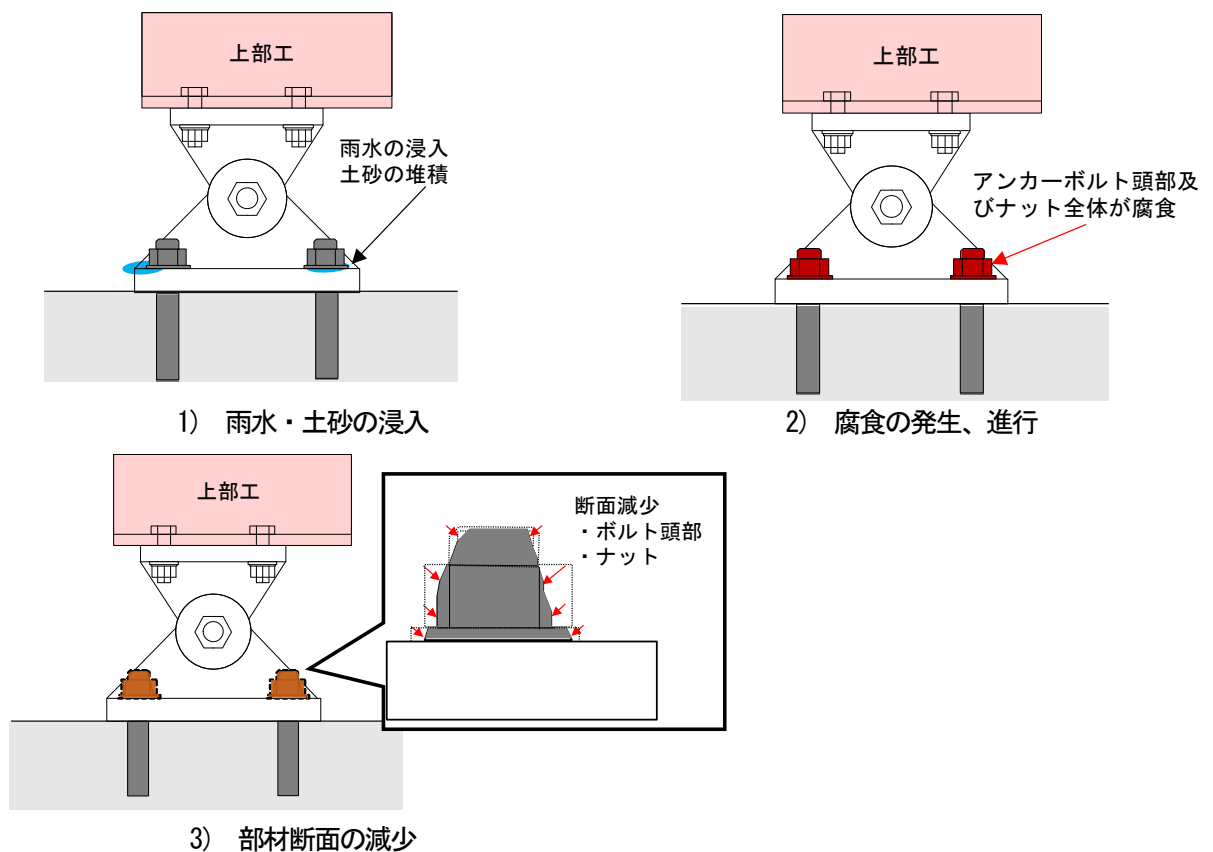 上部工
雨水の浸入
土砂の堆積
1) 雨水・土砂の浸入
上部工
アンカーボルト頭部及
びナット全体が腐食
2) 腐食の発生、進行
上部工
断面減少
・ボルト頭部
・ナット
3) 部材断面の減少